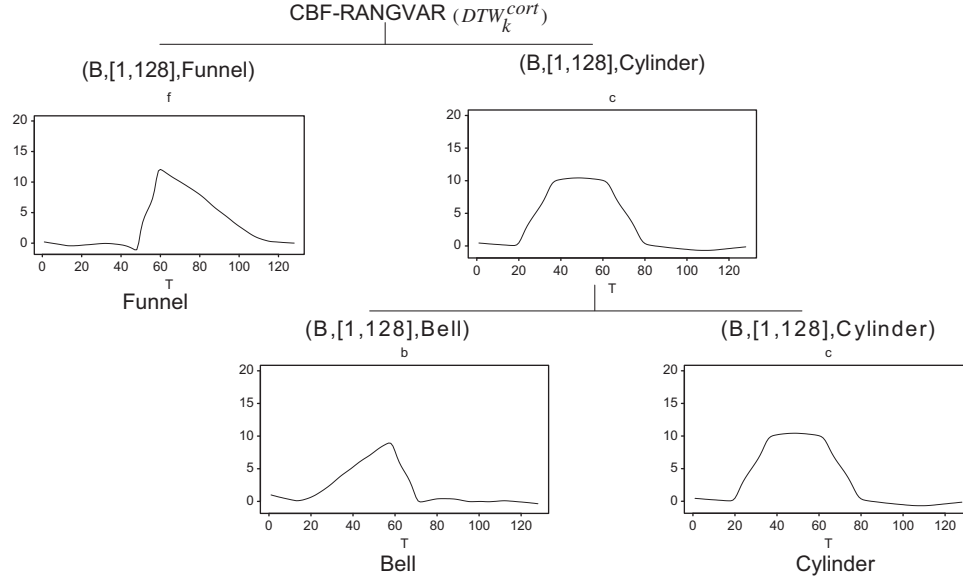 CBF-RANGVAR (DTW_k^cort)
(B,[1,128],Funnel)
(B,[1,128],Cylinder)
f
c
20
15
10
5
0
0 20 40 60 80 100 120
T
Funnel
20
15
10
5
0
0 20 40 60 80 100 120
T
(B,[1,128],Bell)
(B,[1,128],Cylinder)
b
c
20
15
10
5
0
0 20 40 60 80 100 120
T
Bell
20
15
10
5
0
0 20 40 60 80 100 120
T
Cylinder